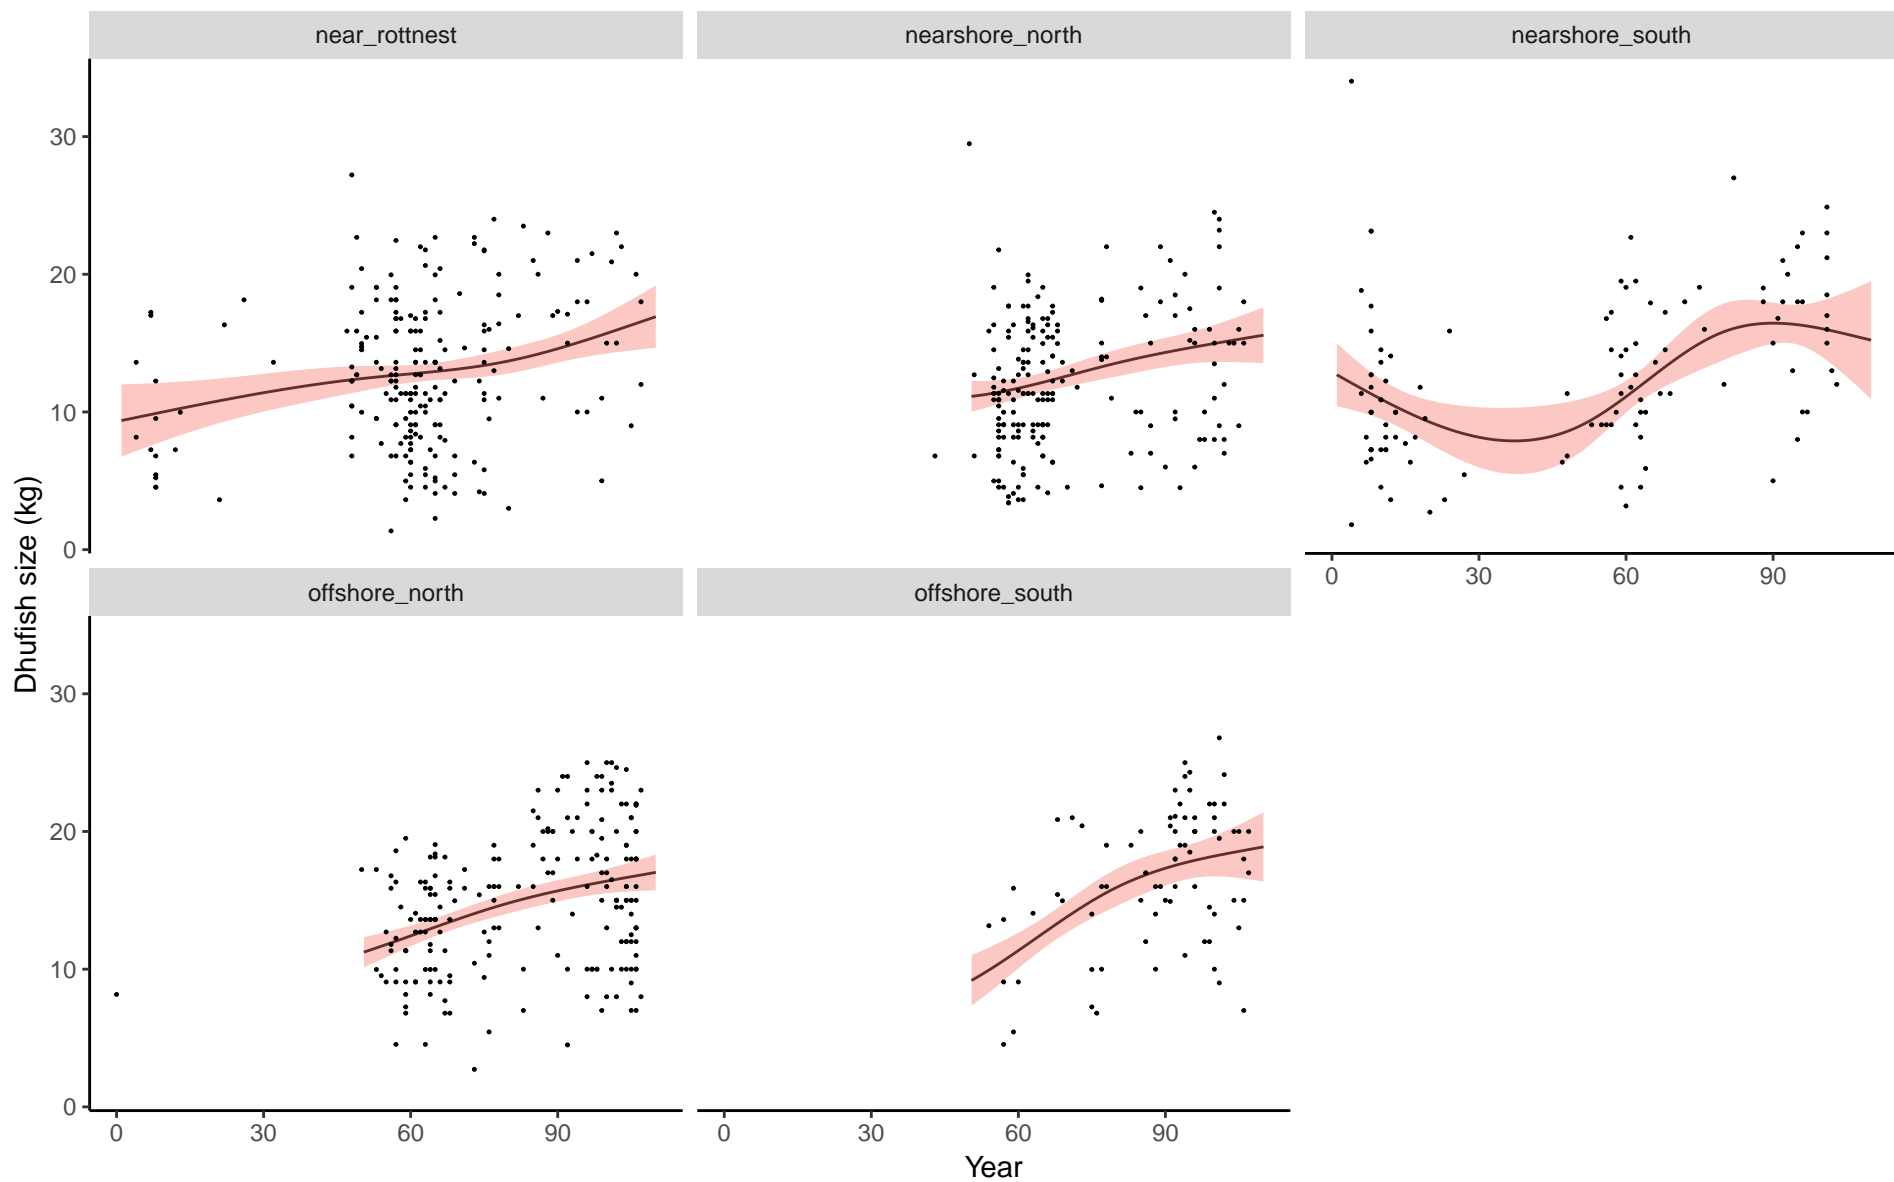 near_rottnest
nearshore_north
nearshore_south
30
20
10
0
0 30 60 90
offshore_north
offshore_south
30
20
10
0
0 30 60 90
0 30 60 90
Dhufish size (kg)
Year